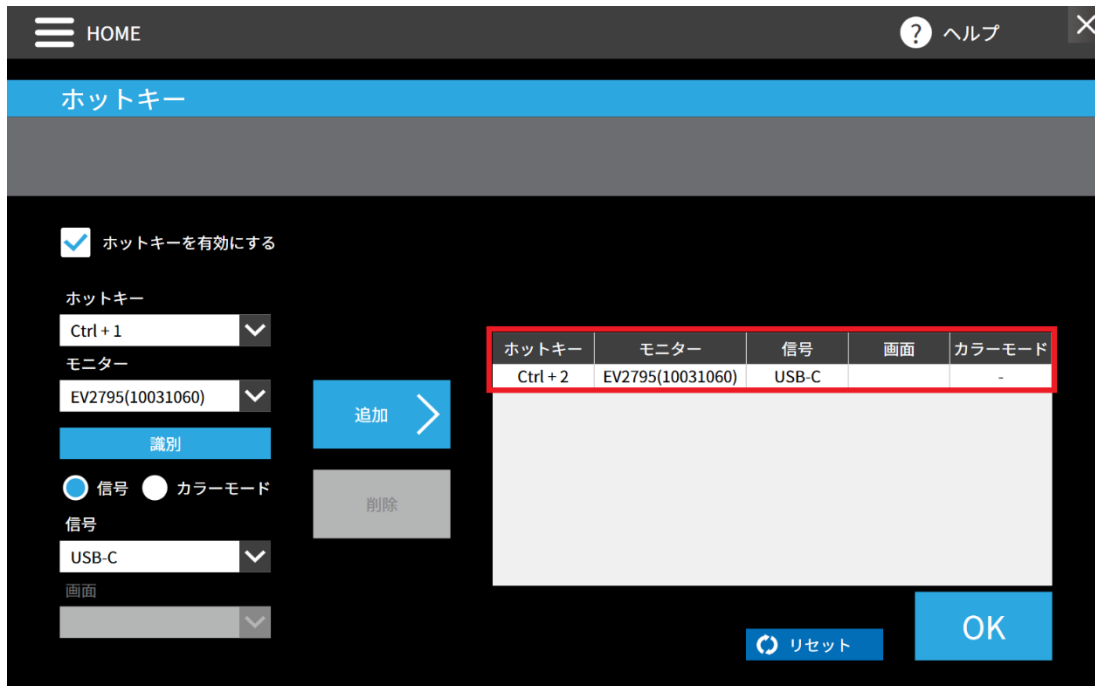 HOME
? ヘルプ
ホットキー
ホットキーを有効にする
ホットキー
Ctrl + 1
モニター
EV2795(10031060)
識別
信号 カラーモード
信号
USB-C
画面
追加
削除
ホットキー モニター 信号 画面 カラーモード
Ctrl + 2 EV2795(10031060) USB-C -
リセット
OK